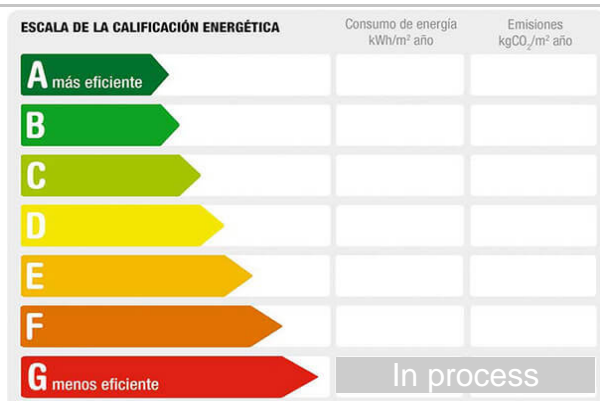 ESCALA DE LA CALIFICACIÓN ENERGÉTICA
Consumo de energía
kWh/m² año
Emisiones
kgCO₂/m² año
A más eficiente
B
C
D
E
F
G menos eficiente
In process